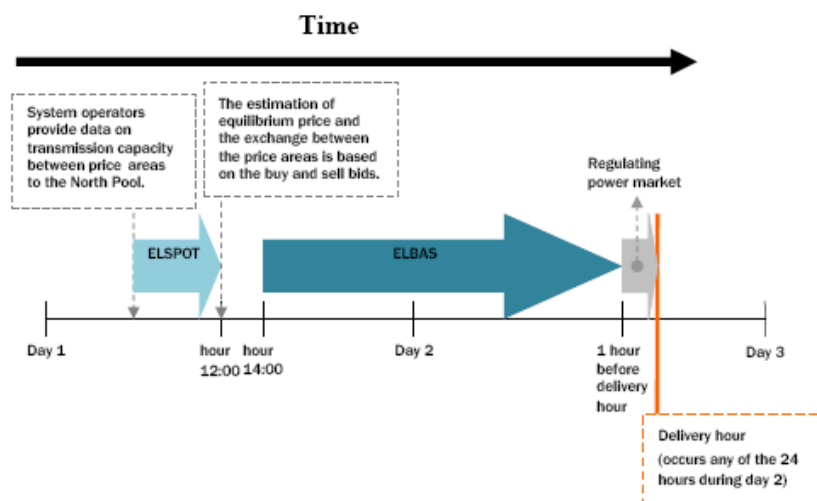 Time
System operators
provide data on
transmission capacity
between price areas
to the North Pool.
The estimation of
equilibrium price and
the exchange between
the price areas is based
on the buy and sell bids.
Regulating
power market
ELSPOT
ELBAS
Day 1
hour
12:00
hour
14:00
Day 2
1 hour
before
delivery
hour
Day 3
Delivery hour
(occurs any of the 24
hours during day 2)